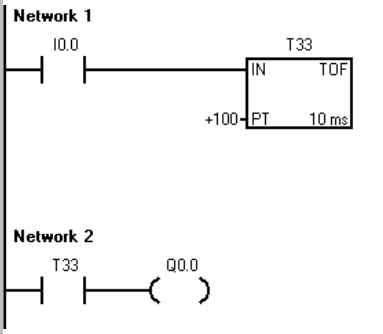 Network 1
I0.0
T33
IN TOF
+100 PT 10 ms
Network 2
T33 Q0.0